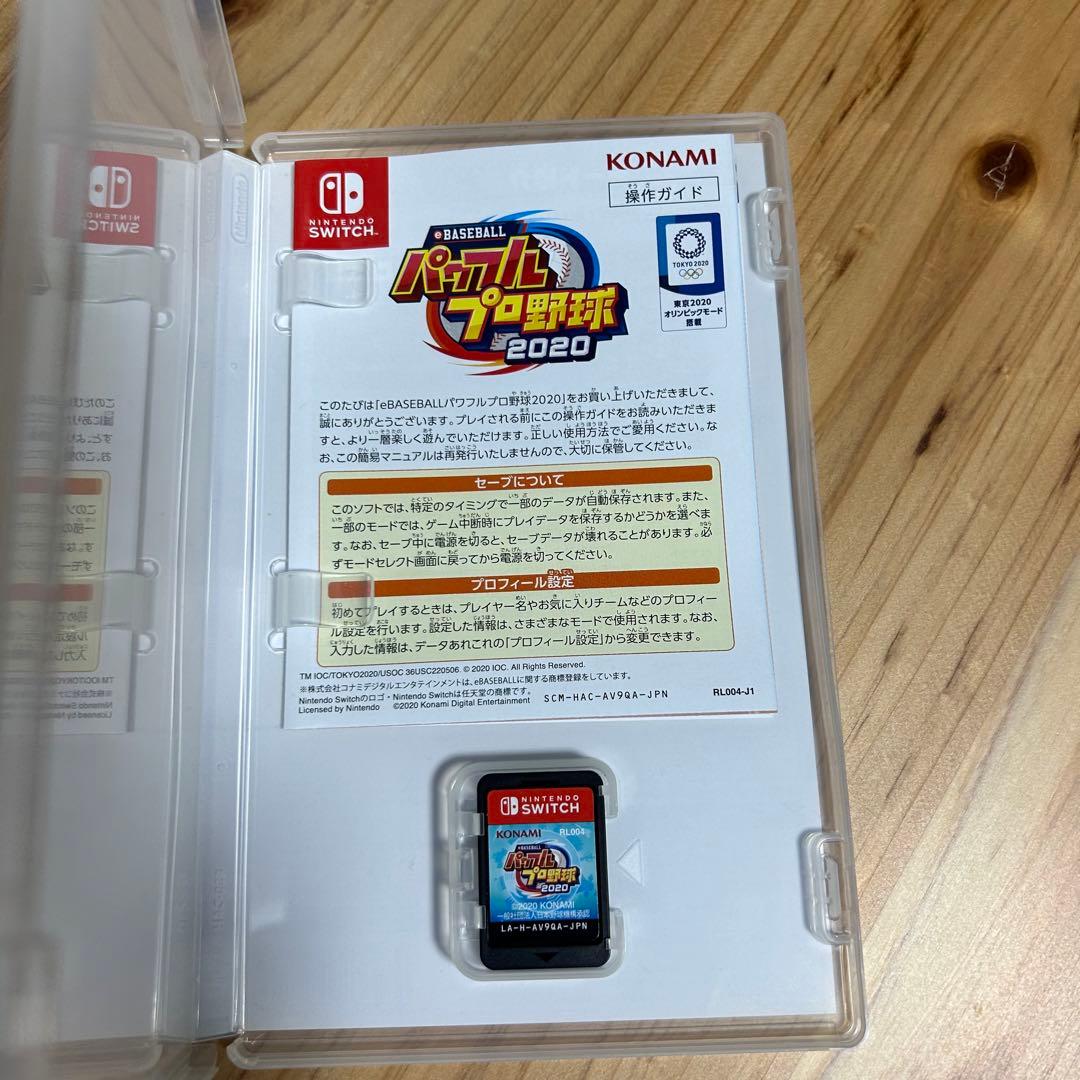 KONAMI
操作ガイド
NINTENDO
SWITCH™
eBASEBALL
パワフル
プロ野球
2020
TOKYO 2020
東京2020
オリンピックモード
搭載
このたびは「eBASEBALLパワフルプロ野球2020」をお買い上げいただきまして、
誠にありがとうございます。プレイされる前にこの操作ガイドをお読みいただきま
すと、より一層楽しく遊んでいただけます。正しい使用方法でご愛用ください。な
お、この簡易マニュアルは再発行いたしませんので、大切に保管してください。
セーブについて
このソフトでは、特定のタイミングで一部のデータが自動保存されます。また、
一部のモードでは、ゲーム中断時にプレイデータを保存するかどうかを選べま
す。なお、セーブ中に電源を切ると、セーブデータが壊れることがあります。必
ずモードセレクト画面に戻ってから電源を切ってください。
プロフィール設定
初めてプレイするときは、プレイヤー名やお気に入りチームなどのプロフィー
ル設定を行います。設定した情報は、さまざまなモードで使用されます。なお、
入力した情報は、データあれこれの「プロフィール設定」から変更できます。
TM IOC/TOKYO2020/USOC 36USC220506. © 2020 IOC. All Rights Reserved.
※株式会社コナミデジタルエンタテインメントは、eBASEBALLに関する商標登録をしています。
Nintendo Switchのロゴ・Nintendo Switchは任天堂の商標です。
Licensed by Nintendo ©2020 Konami Digital Entertainment
SCM-HAC-AV9QA-JPN
RL004-J1
NINTENDO
SWITCH
KONAMI
RL004
eBASEBALL
パワフル
プロ野球
2020
©2020 KONAMI
一般社団法人日本野球機構承認
LA-H-AV9QA-JPN
Nintendo